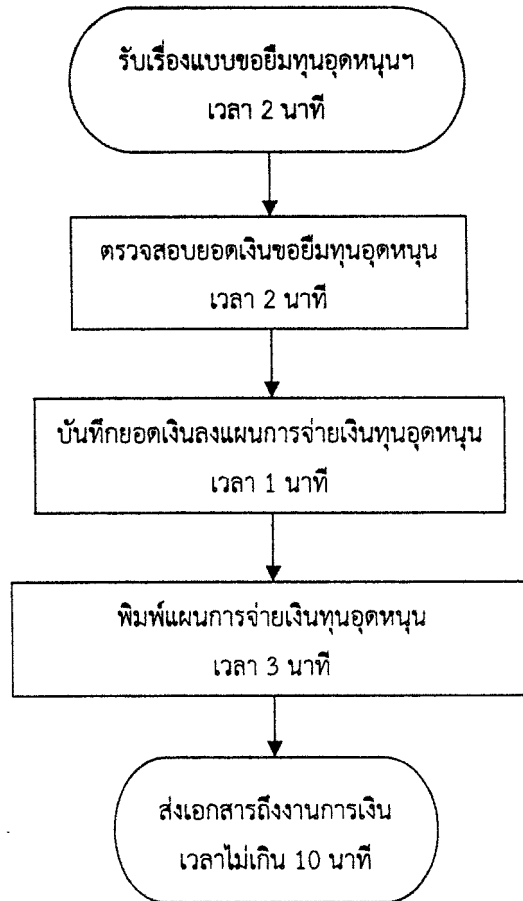 รับเรื่องแบบขอยืมทุนอุดหนุนฯ
เวลา 2 นาที
ตรวจสอบยอดเงินขอยืมทุนอุดหนุน
เวลา 2 นาที
บันทึกยอดเงินลงแผนการจ่ายเงินทุนอุดหนุน
เวลา 1 นาที
พิมพ์แผนการจ่ายเงินทุนอุดหนุน
เวลา 3 นาที
ส่งเอกสารถึงงานการเงิน
เวลาไม่เกิน 10 นาที